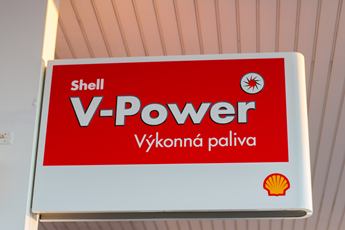 Shell
V-Power
Výkonná paliva